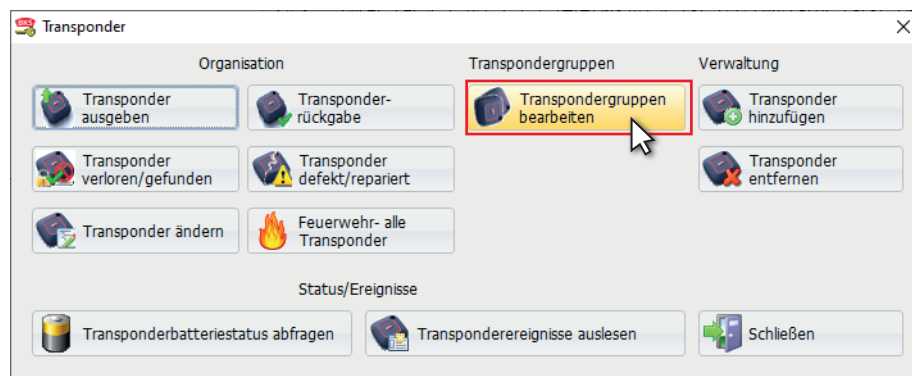 BKS
Transponder
Organisation
Transpondergruppen
Verwaltung
Transponder
ausgeben
Transponder-
rückgabe
Transpondergruppen
bearbeiten
Transponder
hinzufügen
Transponder
verloren/gefunden
Transponder
defekt/repariert
Transponder
entfernen
Transponder ändern
Feuerwehr- alle
Transponder
Status/Ereignisse
Transponderbatteriestatus abfragen
Transponderereignisse auslesen
Schließen